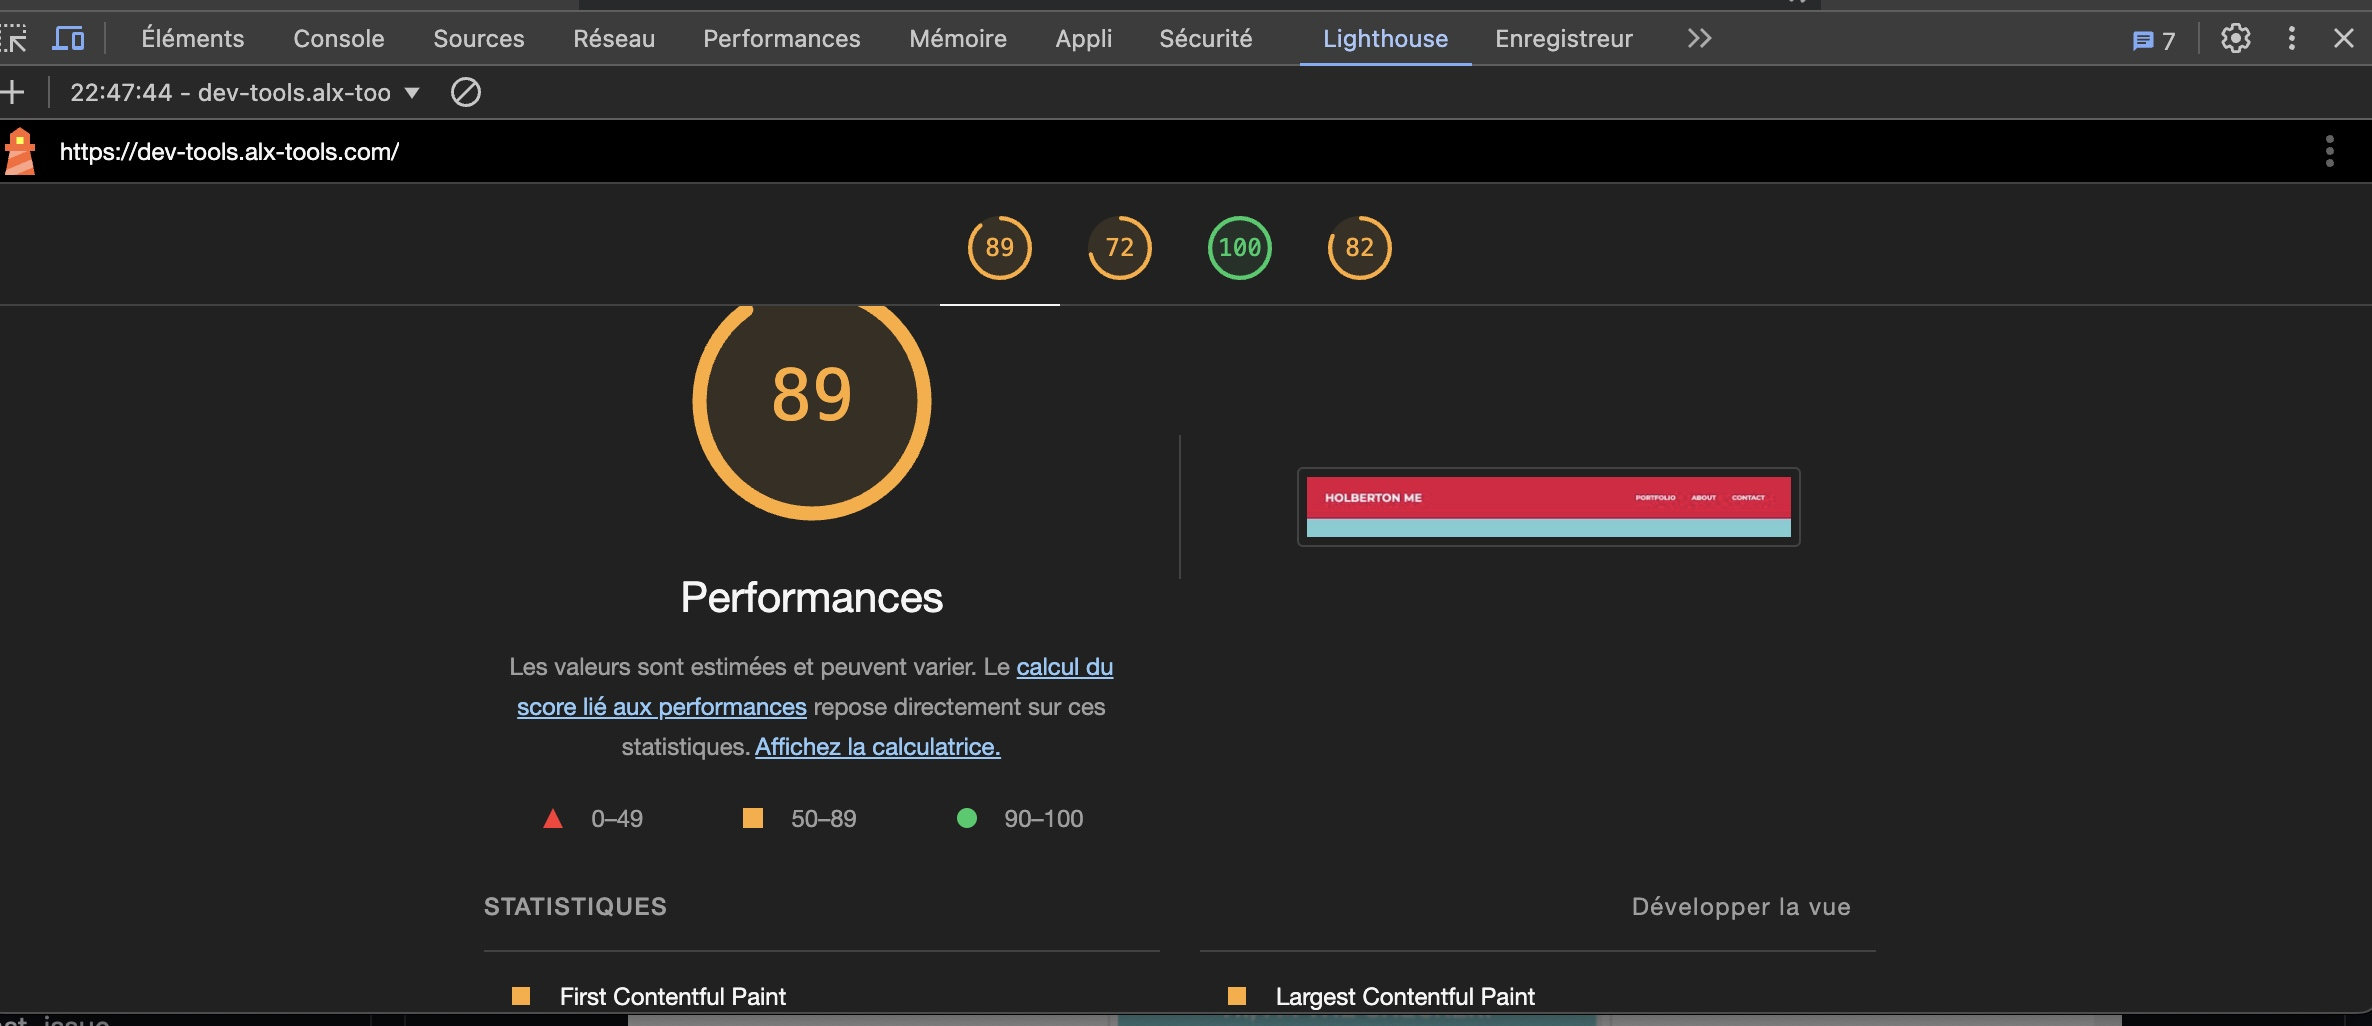 Éléments Console Sources Réseau Performances Mémoire Appli Sécurité Lighthouse Enregistreur 7
22:47:44 - dev-tools.alx-too
https://dev-tools.alx-tools.com/
89 72 100 82
89
HOLBERTON ME PORTFOLIO ABOUT CONTACT
Performances
Les valeurs sont estimées et peuvent varier. Le calcul du
score lié aux performances repose directement sur ces
statistiques. Affichez la calculatrice.
0–49 50–89 90–100
STATISTIQUES Développer la vue
First Contentful Paint Largest Contentful Paint